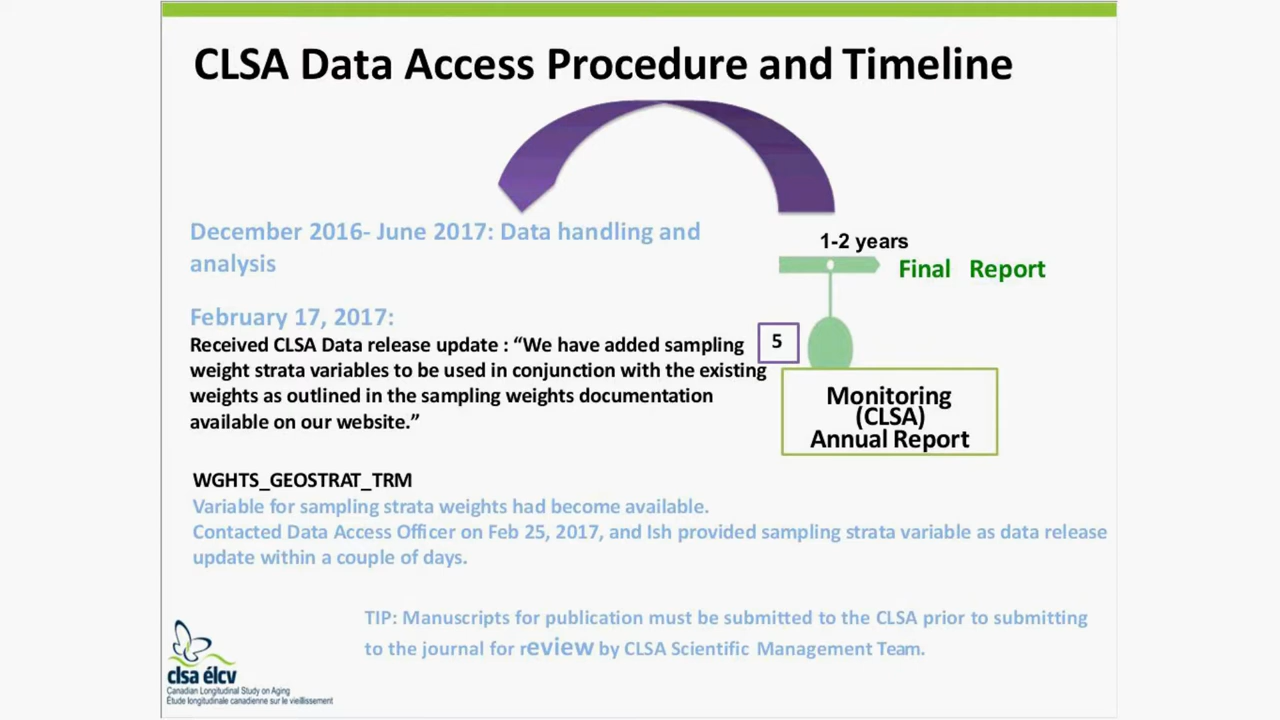 CLSA Data Access Procedure and Timeline
December 2016- June 2017: Data handling and
analysis
1-2 years
Final Report
February 17, 2017:
Received CLSA Data release update : “We have added sampling
weight strata variables to be used in conjunction with the existing
weights as outlined in the sampling weights documentation
available on our website.”
5
Monitoring
(CLSA)
Annual Report
WGHTS_GEOSTRAT_TRM
Variable for sampling strata weights had become available.
Contacted Data Access Officer on Feb 25, 2017, and Ish provided sampling strata variable as data release
update within a couple of days.
TIP: Manuscripts for publication must be submitted to the CLSA prior to submitting
to the journal for review by CLSA Scientific Management Team.
clsa élcv
Canadian Longitudinal Study on Aging
Étude longitudinale canadienne sur le vieillissement